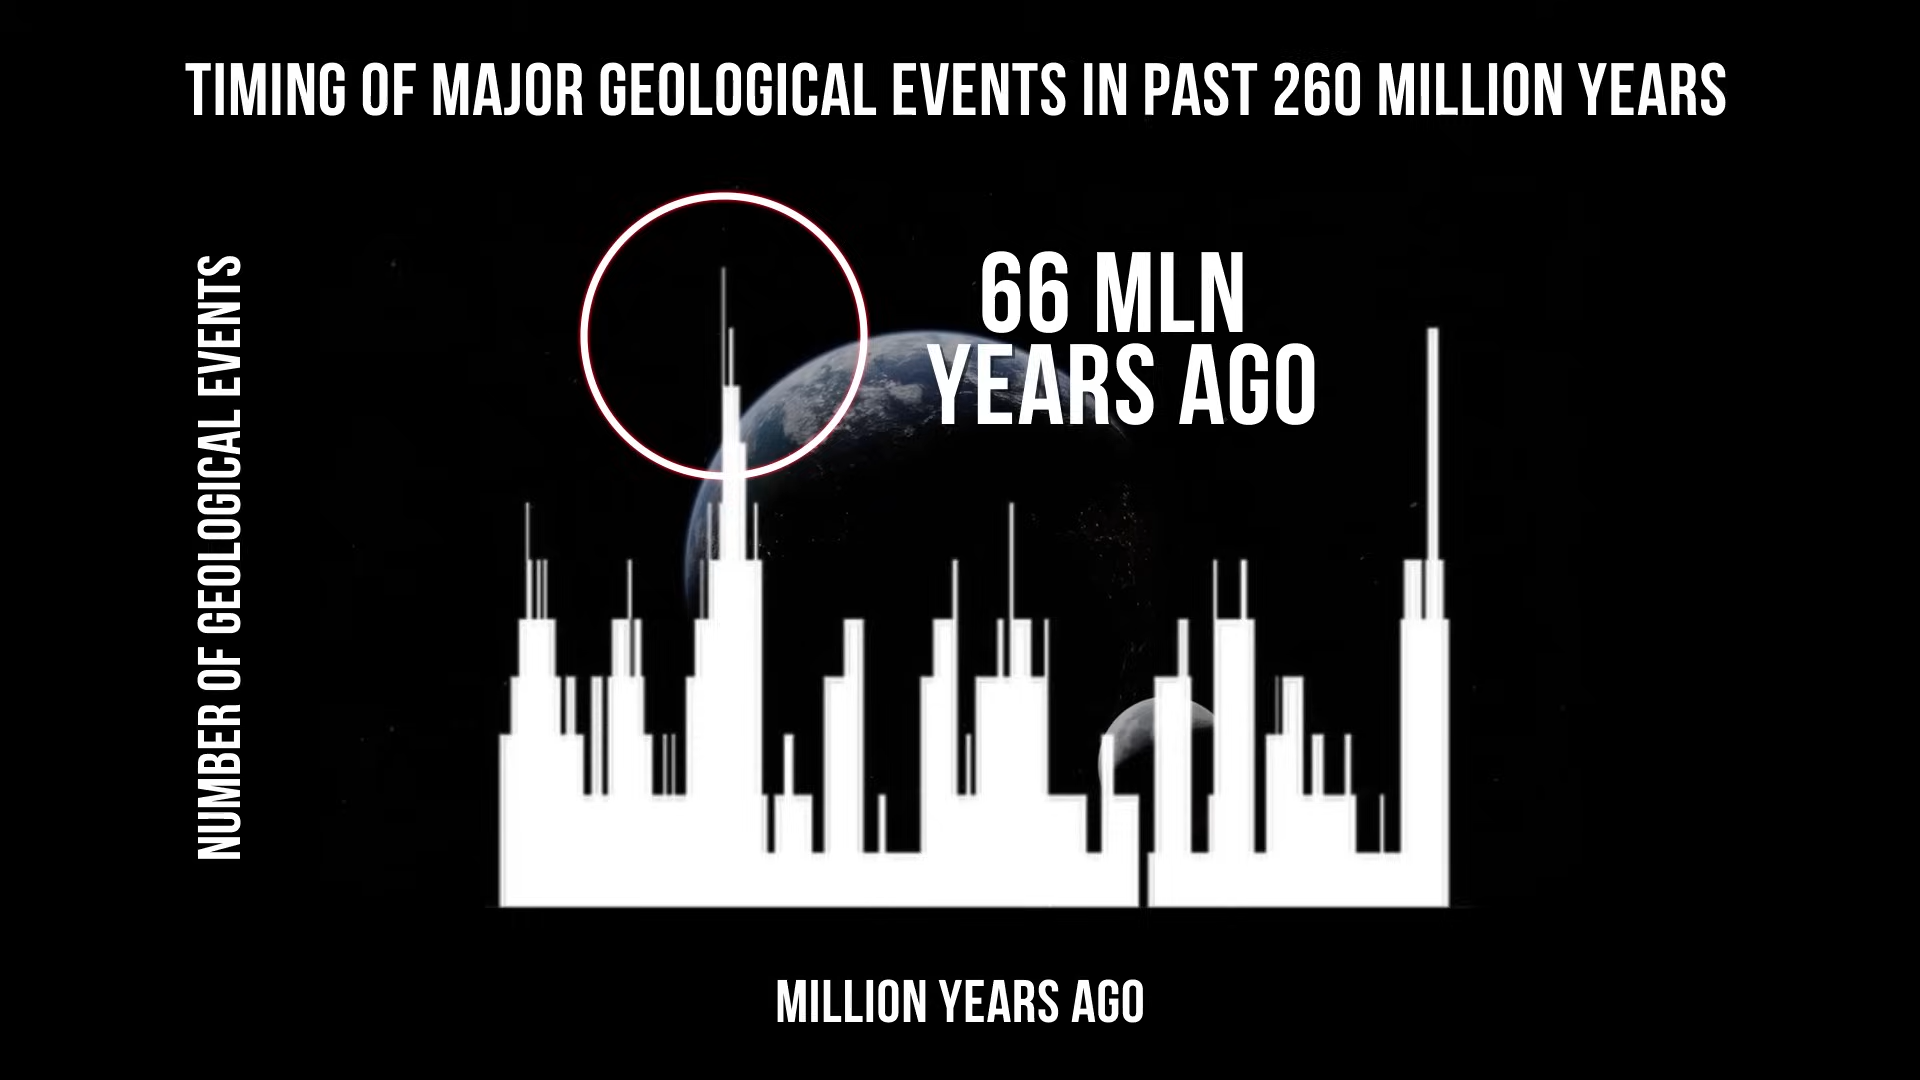 TIMING OF MAJOR GEOLOGICAL EVENTS IN PAST 260 MILLION YEARS
66 MLN
YEARS AGO
NUMBER OF GEOLOGICAL EVENTS
MILLION YEARS AGO